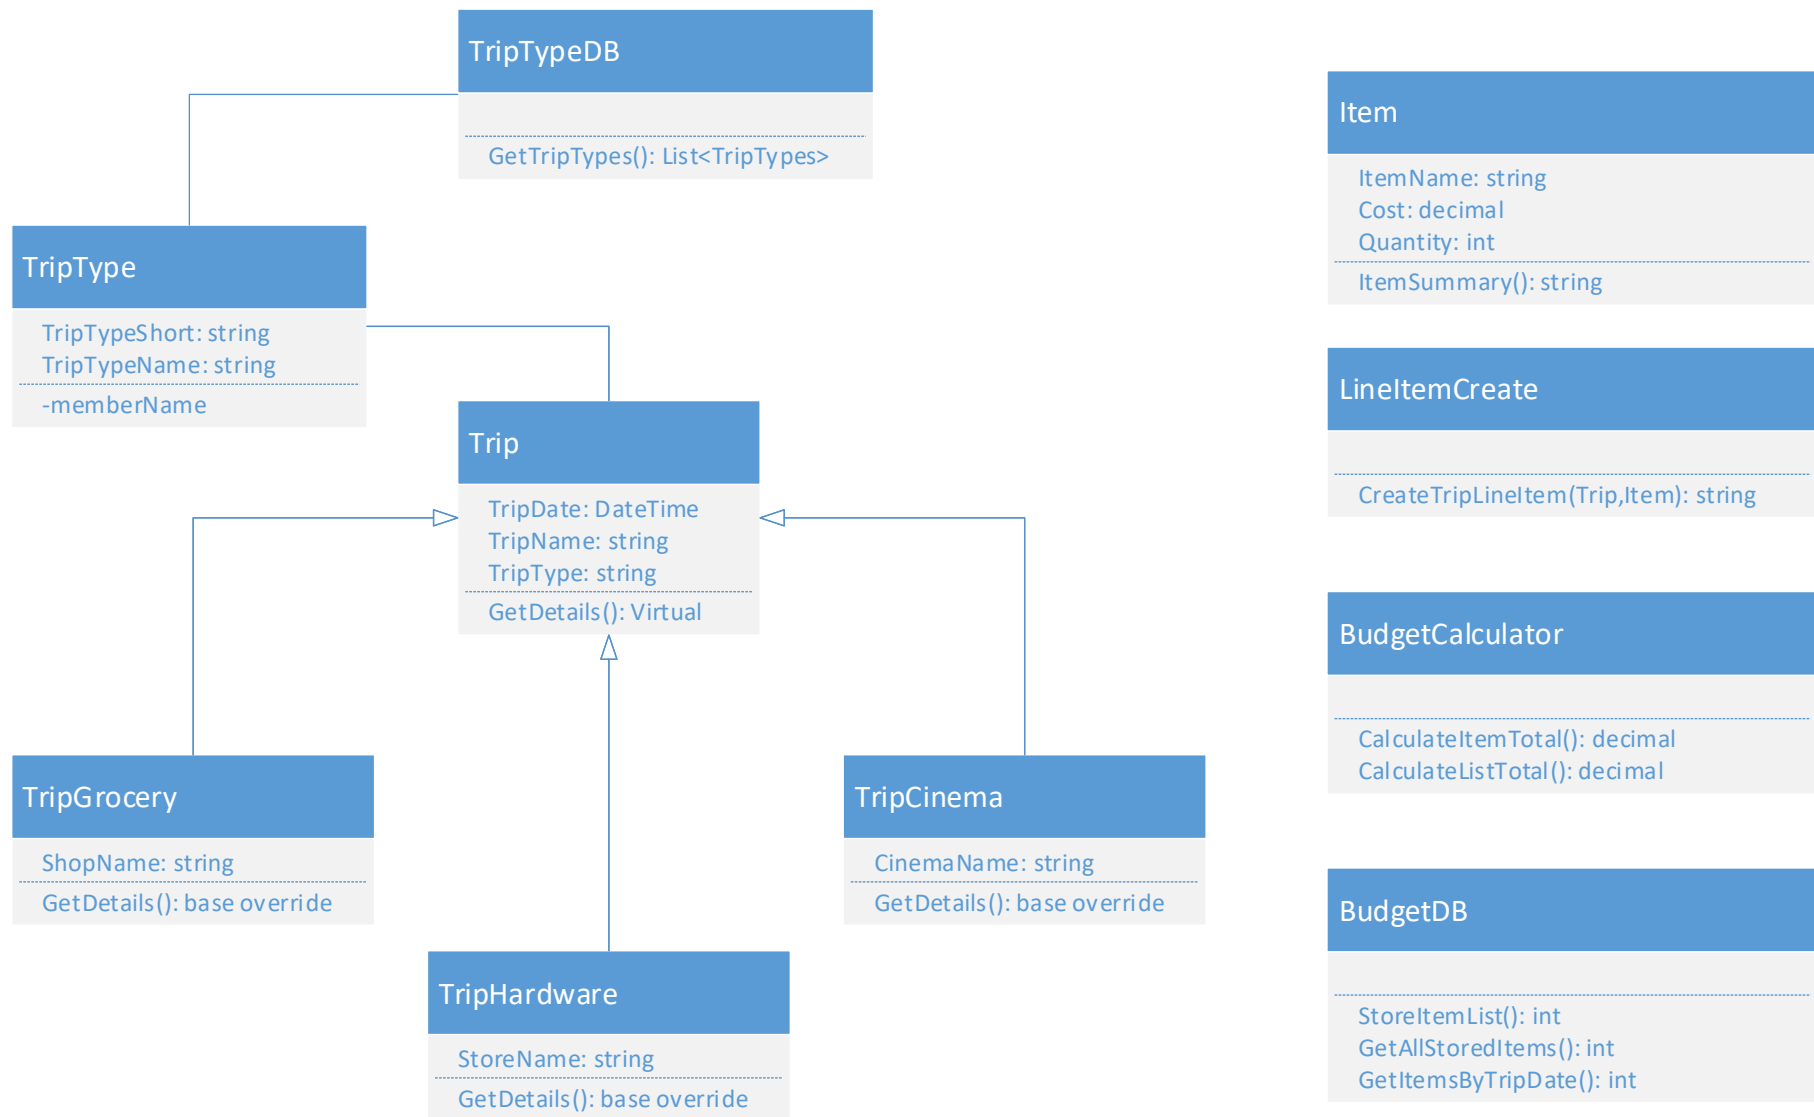 TripTypeDB
GetTripTypes(): List<TripTypes>
TripType
TripTypeShort: string
TripTypeName: string
-memberName
Trip
TripDate: DateTime
TripName: string
TripType: string
GetDetails(): Virtual
TripGrocery
ShopName: string
GetDetails(): base override
TripHardware
StoreName: string
GetDetails(): base override
TripCinema
CinemaName: string
GetDetails(): base override
Item
ItemName: string
Cost: decimal
Quantity: int
ItemSummary(): string
LineItemCreate
CreateTripLineItem(Trip,Item): string
BudgetCalculator
CalculateItemTotal(): decimal
CalculateListTotal(): decimal
BudgetDB
StoreItemList(): int
GetAllStoredItems(): int
GetItemsByTripDate(): int